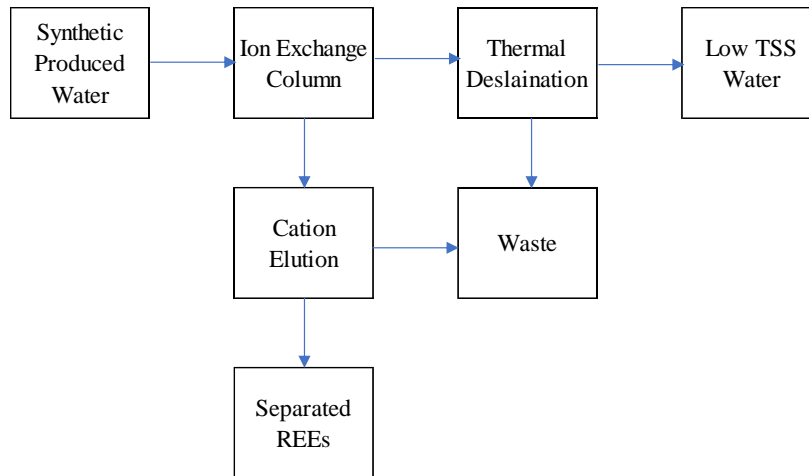 Synthetic
Produced
Water
Ion Exchange
Column
Thermal
Deslaination
Low TSS
Water
Cation
Elution
Waste
Separated
REEs